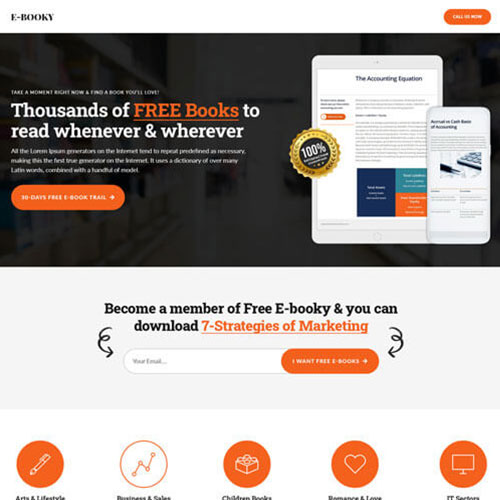 E-BOOKY
CALL US NOW
TAKE A MOMENT RIGHT NOW & FIND A BOOK YOU'LL LOVE!
Thousands of FREE Books to
read whenever & wherever
All the Lorem Ipsum generators on the Internet tend to repeat predefined as necessary,
making this the first true generator on the Internet. It uses a dictionary of over many
Latin words, combined with a handful of model.
30-DAYS FREE E-BOOK TRAIL →
The Accounting Equation
100%
Accrual vs Cash Basis
of Accounting
Become a member of Free E-booky & you can
download 7-Strategies of Marketing
Your Email...
I WANT FREE E-BOOKS →
Arts & Lifestyle
Business & Sales
Children Books
Romance & Love
IT Sectors